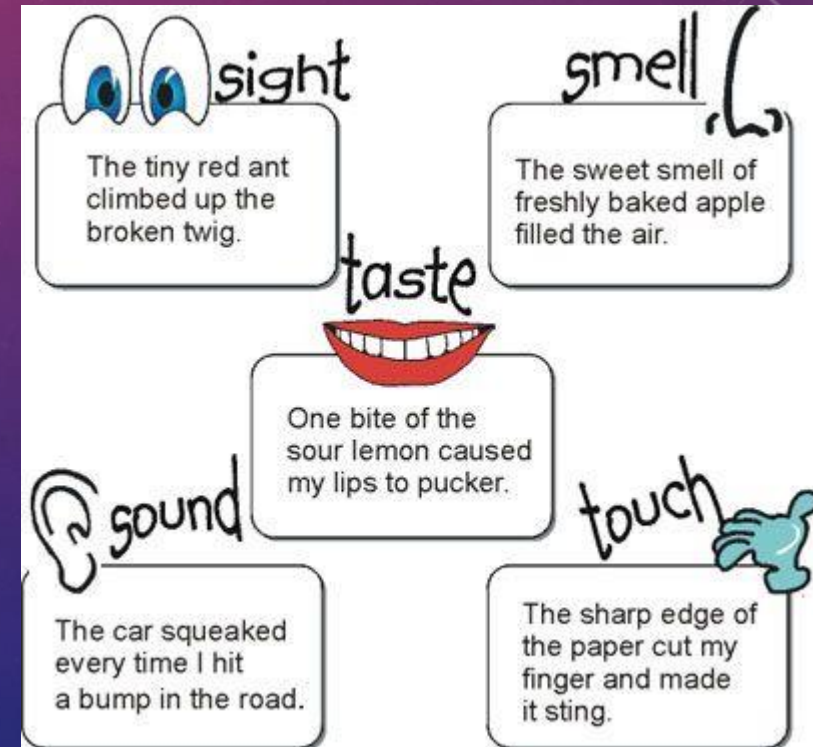 sight
The tiny red ant
climbed up the
broken twig.
smell
The sweet smell of
freshly baked apple
filled the air.
taste
One bite of the
sour lemon caused
my lips to pucker.
sound
The car squeaked
every time I hit
a bump in the road.
touch
The sharp edge of
the paper cut my
finger and made
it sting.